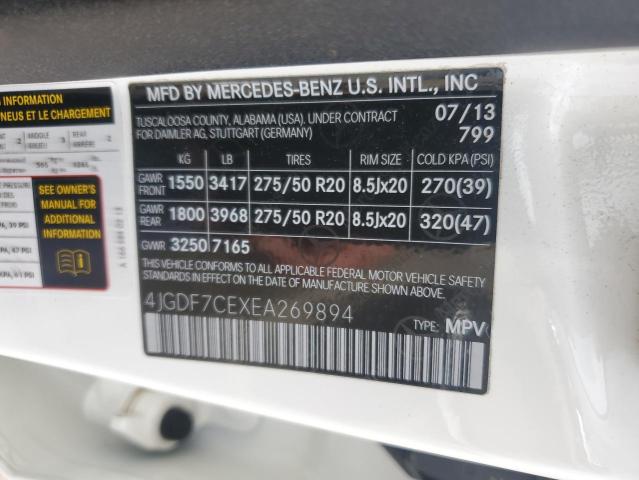 MFD BY MERCEDES-BENZ U.S. INTL., INC
TUSCALOOSA COUNTY, ALABAMA (USA). UNDER CONTRACT 07/13
FOR DAIMLER AG, STUTTGART (GERMANY) 799
KG LB TIRES RIM SIZE COLD KPA (PSI)
GAWR FRONT 1550 3417 275/50 R20 8.5Jx20 270(39)
GAWR REAR 1800 3968 275/50 R20 8.5Jx20 320(47)
GVWR 3250 7165
THIS VEHICLE CONFORMS TO ALL APPLICABLE FEDERAL MOTOR VEHICLE SAFETY
STANDARDS IN EFFECT ON THE DATE OF MANUFACTURE SHOWN ABOVE.
4JGDF7CEXEA269894
TYPE: MPV
G INFORMATION
PNEUS ET LE CHARGEMENT
MIDDLE REAR
SEE OWNER'S
MANUAL FOR
ADDITIONAL
INFORMATION